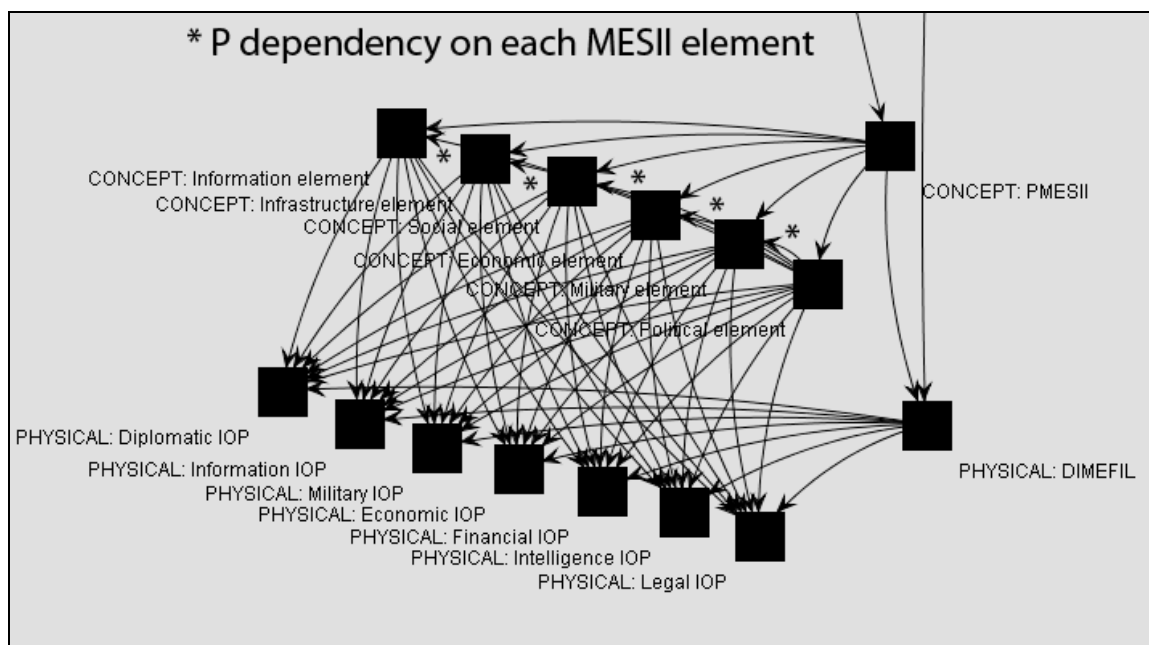 * P dependency on each MESII element
*
*
*
*
CONCEPT: Information element
CONCEPT: PMESII
CONCEPT: Infrastructure element
CONCEPT: Social element
CONCEPT: Economic element
CONCEPT: Military element
CONCEPT: Political element
PHYSICAL: Diplomatic IOP
PHYSICAL: Information IOP
PHYSICAL: DIMEFIL
PHYSICAL: Military IOP
PHYSICAL: Economic IOP
PHYSICAL: Financial IOP
PHYSICAL: Intelligence IOP
PHYSICAL: Legal IOP